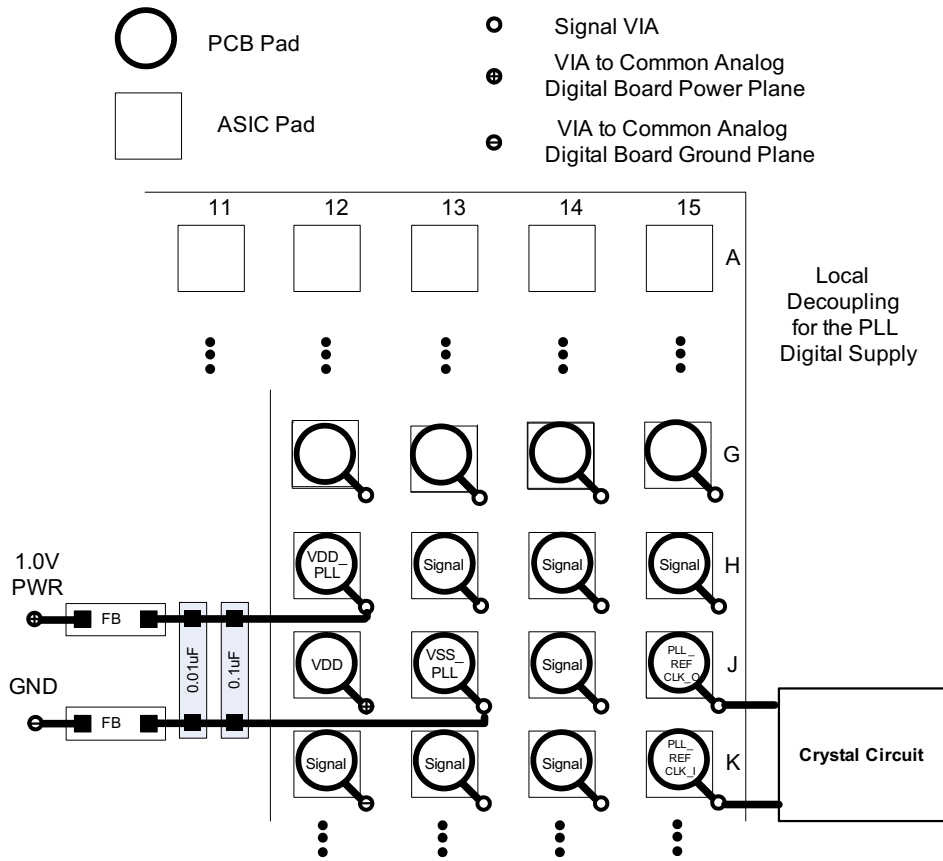 PCB Pad
ASIC Pad
Signal VIA
VIA to Common Analog
Digital Board Power Plane
VIA to Common Analog
Digital Board Ground Plane
11 12 13 14 15
A
Local
Decoupling
for the PLL
Digital Supply
G
VDD_
PLL
Signal
Signal
Signal
H
1.0V
PWR
FB
0.01uF
0.1uF
VDD
VSS_
PLL
Signal
PLL_
REF
CLK_O
J
GND
FB
Signal
Signal
Signal
PLL_
REF
CLK_I
K
Crystal Circuit